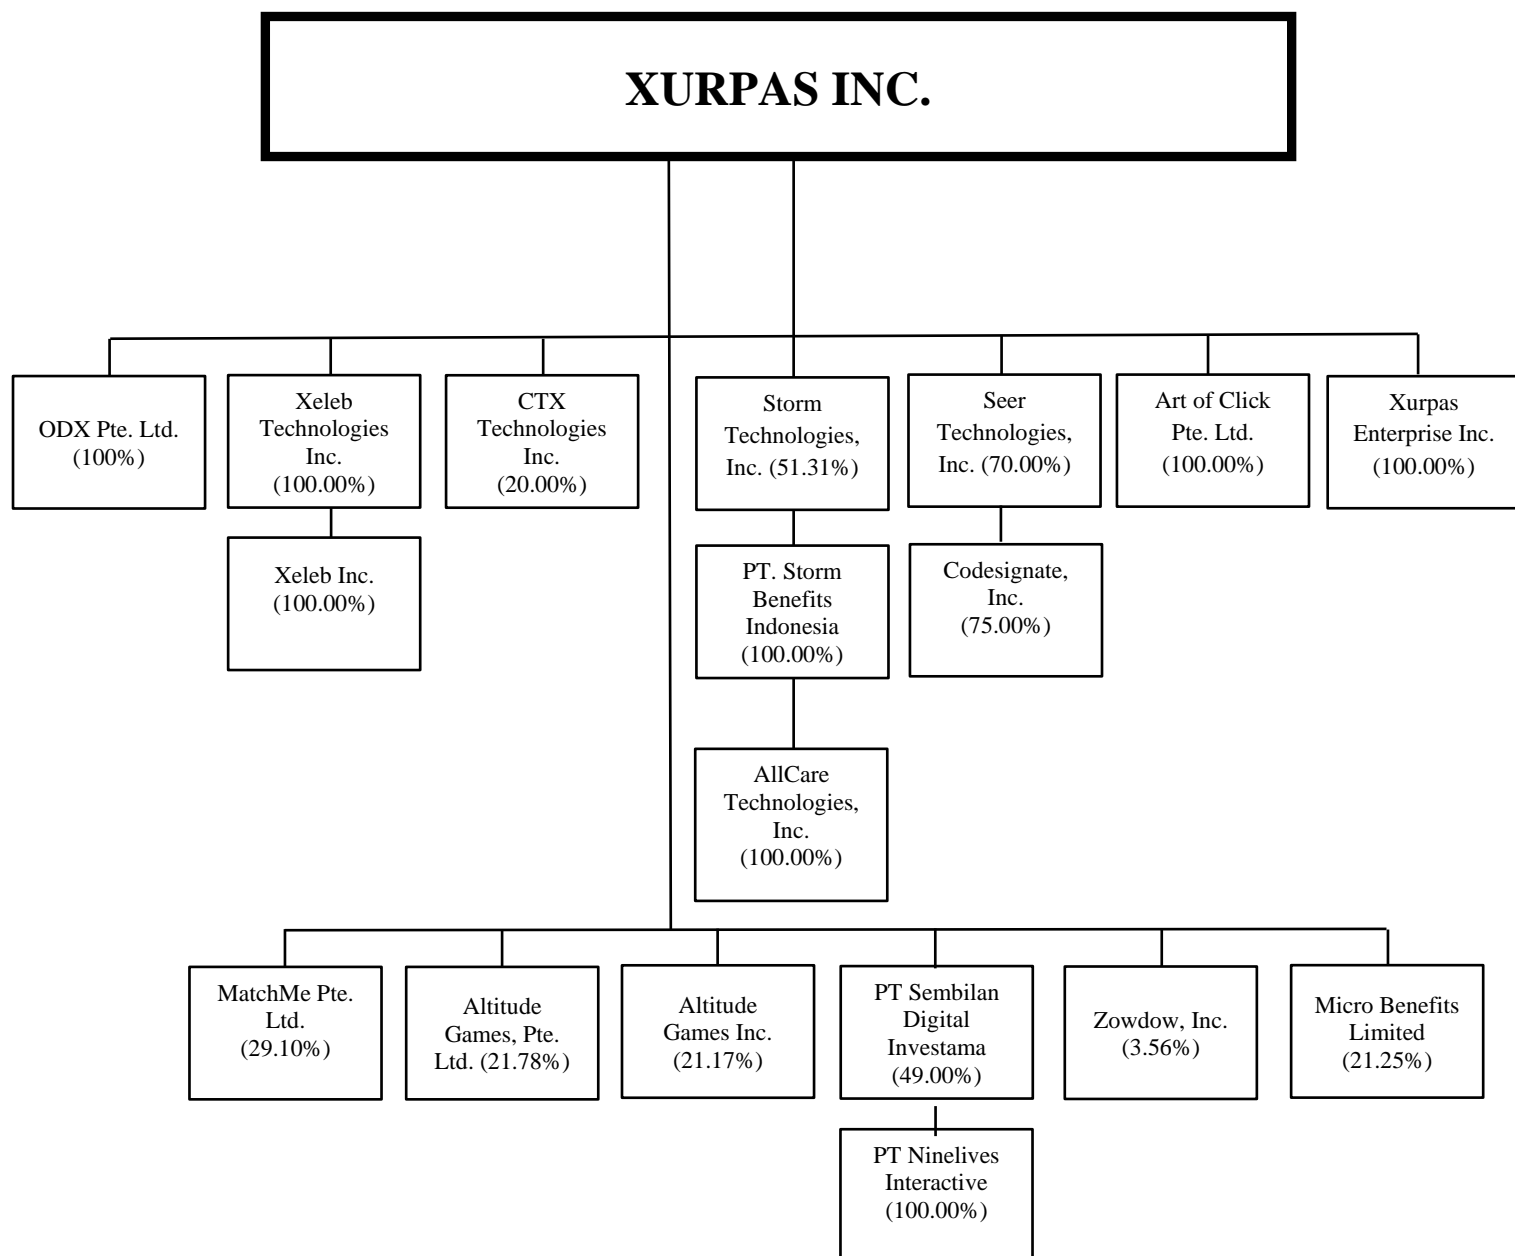 XURPAS INC.
ODX Pte. Ltd.
(100%)
Xeleb
Technologies
Inc.
(100.00%)
CTX
Technologies
Inc.
(20.00%)
Storm
Technologies,
Inc. (51.31%)
Seer
Technologies,
Inc. (70.00%)
Art of Click
Pte. Ltd.
(100.00%)
Xurpas
Enterprise Inc.
(100.00%)
Xeleb Inc.
(100.00%)
PT. Storm
Benefits
Indonesia
(100.00%)
Codesignate,
Inc.
(75.00%)
AllCare
Technologies,
Inc.
(100.00%)
MatchMe Pte.
Ltd.
(29.10%)
Altitude
Games, Pte.
Ltd. (21.78%)
Altitude
Games Inc.
(21.17%)
PT Sembilan
Digital
Investama
(49.00%)
Zowdow, Inc.
(3.56%)
Micro Benefits
Limited
(21.25%)
PT Ninelives
Interactive
(100.00%)